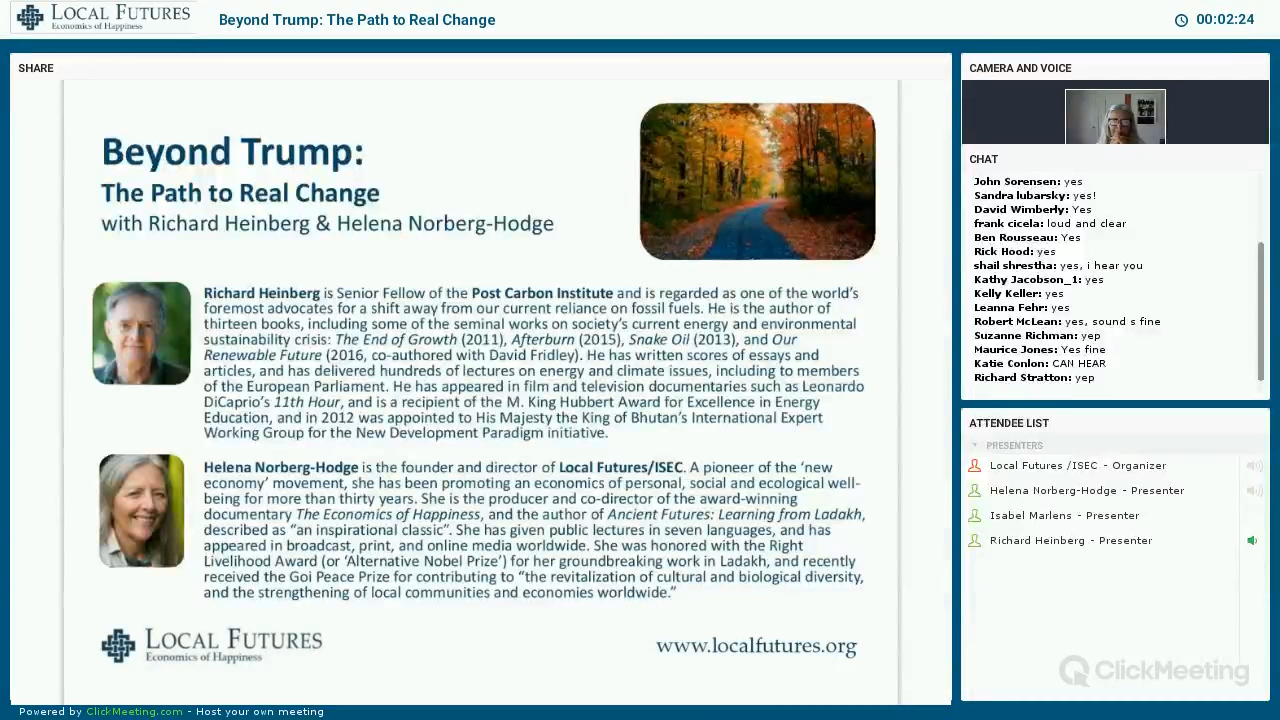 LOCAL FUTURES
Economics of Happiness
Beyond Trump: The Path to Real Change
00:02:24
SHARE
Beyond Trump:
The Path to Real Change
with Richard Heinberg & Helena Norberg-Hodge
Richard Heinberg is Senior Fellow of the Post Carbon Institute and is regarded as one of the world's
foremost advocates for a shift away from our current reliance on fossil fuels. He is the author of
thirteen books, including some of the seminal works on society's current energy and environmental
sustainability crisis: The End of Growth (2011), Afterburn (2015), Snake Oil (2013), and Our
Renewable Future (2016, co-authored with David Fridley). He has written scores of essays and
articles, and has delivered hundreds of lectures on energy and climate issues, including to members
of the European Parliament. He has appeared in film and television documentaries such as Leonardo
DiCaprio's 11th Hour, and is a recipient of the M. King Hubbert Award for Excellence in Energy
Education, and in 2012 was appointed to His Majesty the King of Bhutan's International Expert
Working Group for the New Development Paradigm initiative.
Helena Norberg-Hodge is the founder and director of Local Futures/ISEC. A pioneer of the 'new
economy' movement, she has been promoting an economics of personal, social and ecological well-
being for more than thirty years. She is the producer and co-director of the award-winning
documentary The Economics of Happiness, and the author of Ancient Futures: Learning from Ladakh,
described as "an inspirational classic". She has given public lectures in seven languages, and has
appeared in broadcast, print, and online media worldwide. She was honored with the Right
Livelihood Award (or 'Alternative Nobel Prize') for her groundbreaking work in Ladakh, and recently
received the Goi Peace Prize for contributing to "the revitalization of cultural and biological diversity,
and the strengthening of local communities and economies worldwide."
LOCAL FUTURES
Economics of Happiness
www.localfutures.org
CAMERA AND VOICE
CHAT
John Sorensen: yes
Sandra lubarsky: yes!
David Wimberly: Yes
frank cicela: loud and clear
Ben Rousseau: Yes
Rick Hood: yes
shail shrestha: yes, i hear you
Kathy Jacobson_1: yes
Kelly Keller: yes
Leanna Fehr: yes
Robert McLean: yes, sound s fine
Suzanne Richman: yep
Maurice Jones: Yes fine
Katie Conlon: CAN HEAR
Richard Stratton: yep
ATTENDEE LIST
PRESENTERS
Local Futures /ISEC - Organizer
Helena Norberg-Hodge - Presenter
Isabel Marlens - Presenter
Richard Heinberg - Presenter
ClickMeeting
Powered by ClickMeeting.com - Host your own meeting